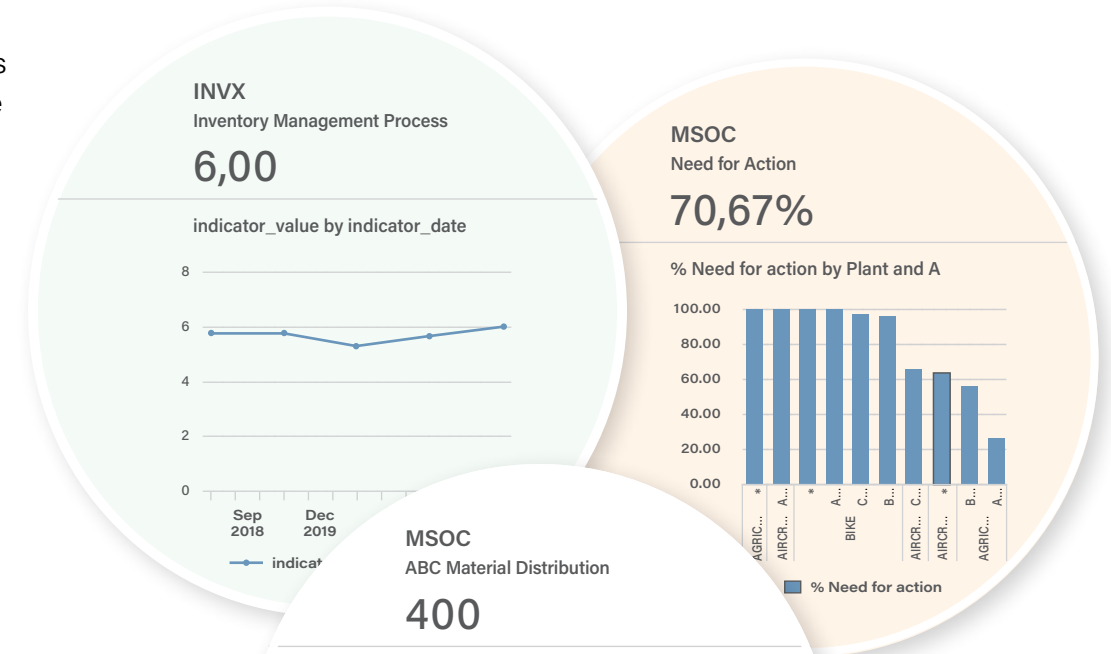 INVX
Inventory Management Process
6,00
indicator_value by indicator_date
8
6
4
2
0
Sep
2018
Dec
2019
MSOC
Need for Action
70,67%
% Need for action by Plant and A
100.00
80.00
60.00
40.00
20.00
0.00
* A... * A... C... B... C... * B... A...
AGRIC... AIRCR... BIKE AIRCR... AIRCR... AGRIC...
% Need for action
MSOC
ABC Material Distribution
400